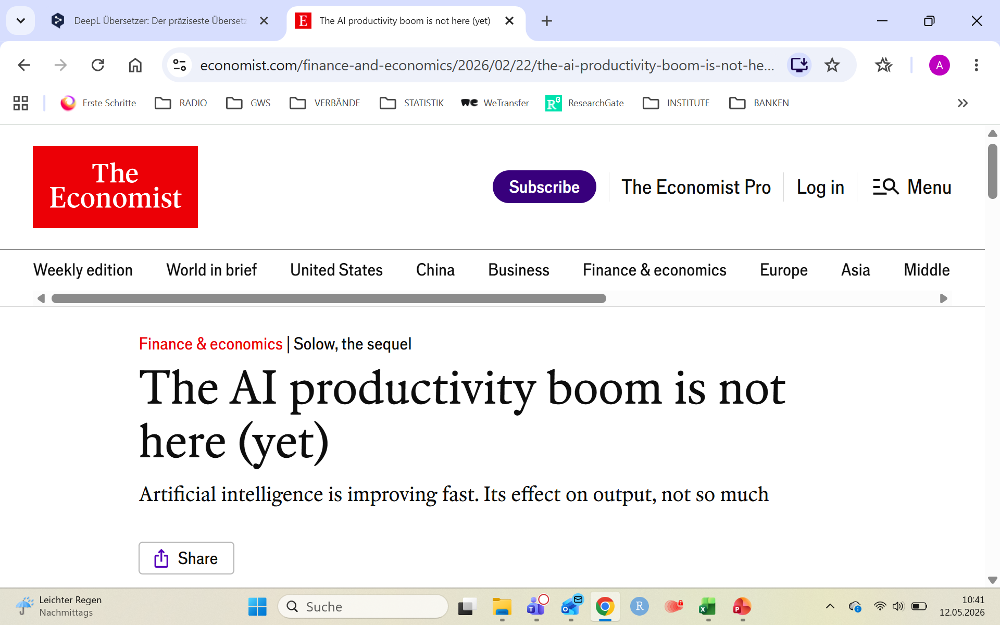 DeepL Übersetzer: Der präziseste Übersetz
The AI productivity boom is not here (yet)
economist.com/finance-and-economics/2026/02/22/the-ai-productivity-boom-is-not-he...
A
Erste Schritte
RADIO
GWS
VERBÄNDE
STATISTIK
WeTransfer
ResearchGate
INSTITUTE
BANKEN
The
Economist
Subscribe
The Economist Pro
Log in
Menu
Weekly edition
World in brief
United States
China
Business
Finance & economics
Europe
Asia
Middle
Finance & economics | Solow, the sequel
The AI productivity boom is not
here (yet)
Artificial intelligence is improving fast. Its effect on output, not so much
Share
Leichter Regen
Nachmittags
Suche
10:41
12.05.2026